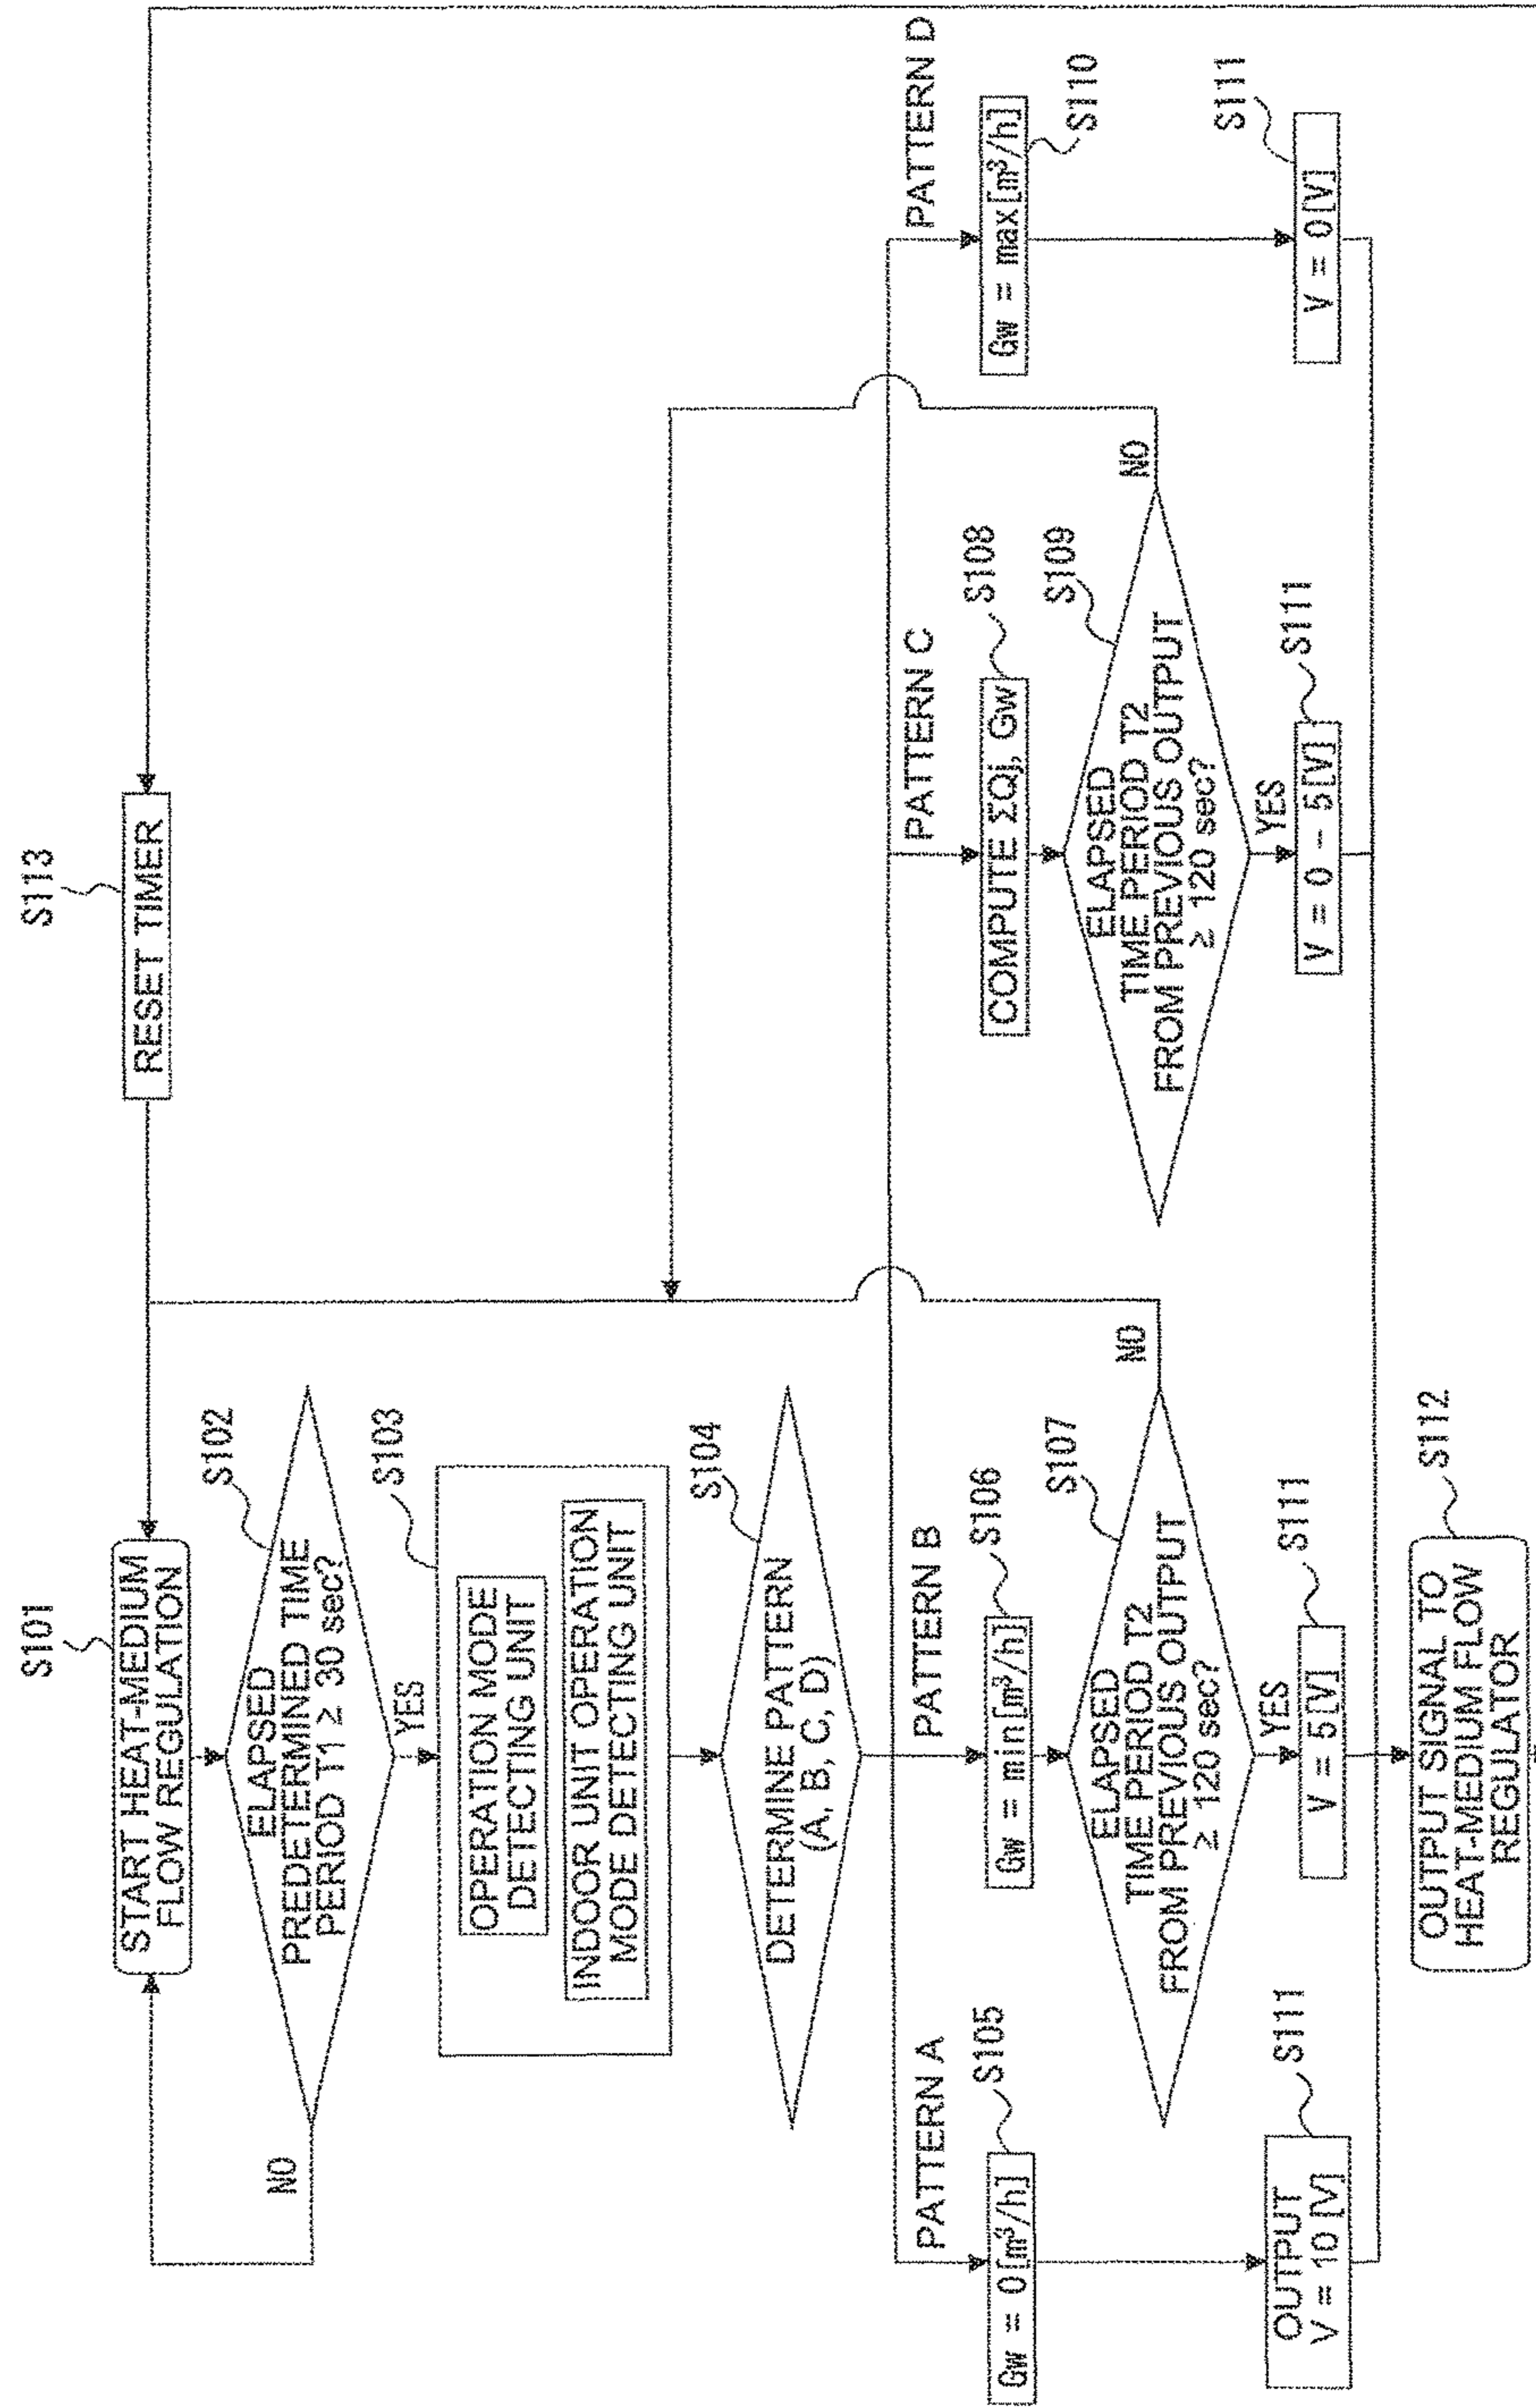 S101
START HEAT-MEDIUM
FLOW REGULATION
S113
RESET TIMER
S102
ELAPSED
PREDETERMINED TIME
PERIOD T1 ≥ 30 sec?
NO
YES
S103
OPERATION MODE
DETECTING UNIT
INDOOR UNIT OPERATION
MODE DETECTING UNIT
S104
DETERMINE PATTERN
(A, B, C, D)
PATTERN A
S105
Gw = 0[m³/h]
S111
OUTPUT
V = 10 [V]
PATTERN B
S106
Gw = min[m³/h]
S107
ELAPSED
TIME PERIOD T2
FROM PREVIOUS OUTPUT
≥ 120 sec?
NO
YES
S111
V = 5[V]
PATTERN C
S108
COMPUTE ΣQj, Gw
S109
ELAPSED
TIME PERIOD T2
FROM PREVIOUS OUTPUT
≥ 120 sec?
NO
YES
S111
V = 0 - 5[V]
PATTERN D
Gw = max[m³/h]
S110
S111
V = 0[V]
S112
OUTPUT SIGNAL TO
HEAT-MEDIUM FLOW
REGULATOR